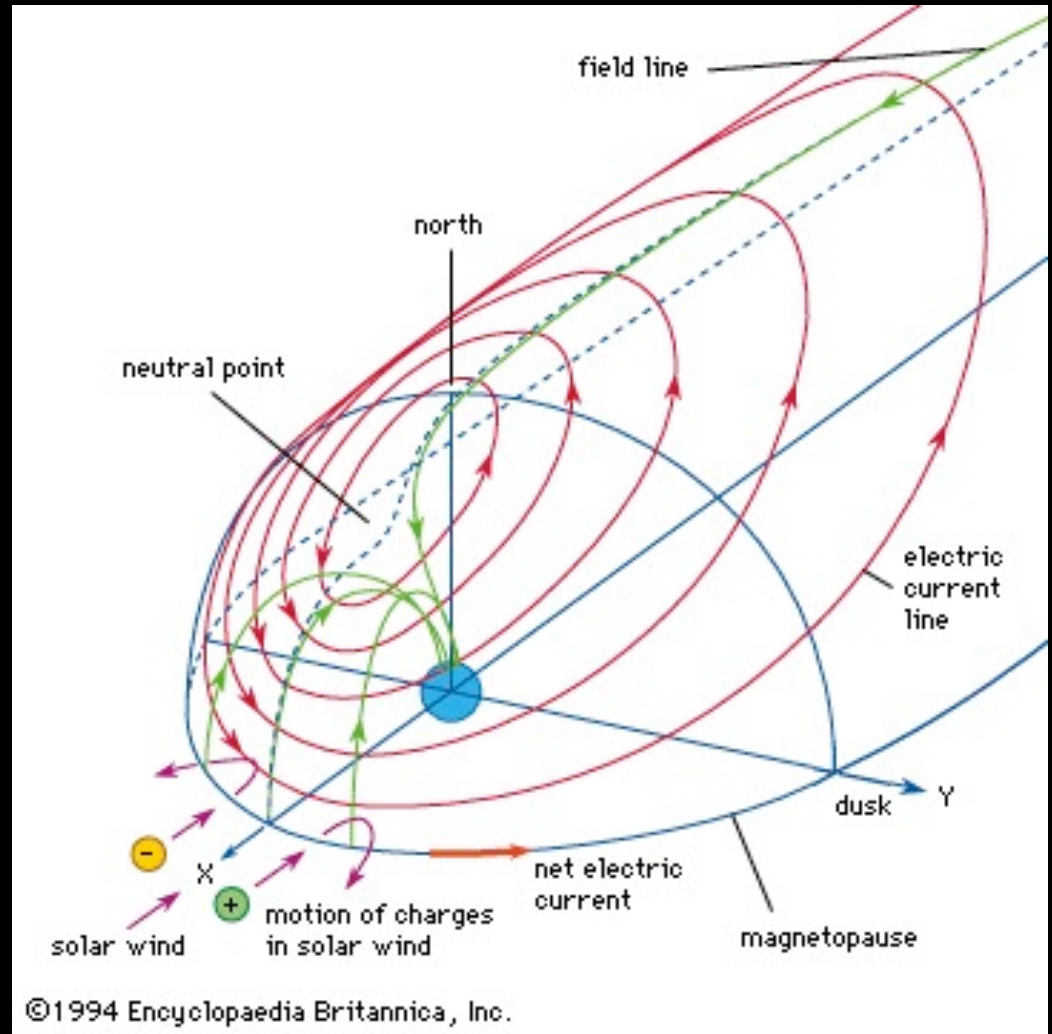 field line
north
neutral point
electric
current
line
Y
dusk
X
-
+
net electric
current
motion of charges
in solar wind
solar wind
magnetopause
©1994 Encyclopaedia Britannica, Inc.